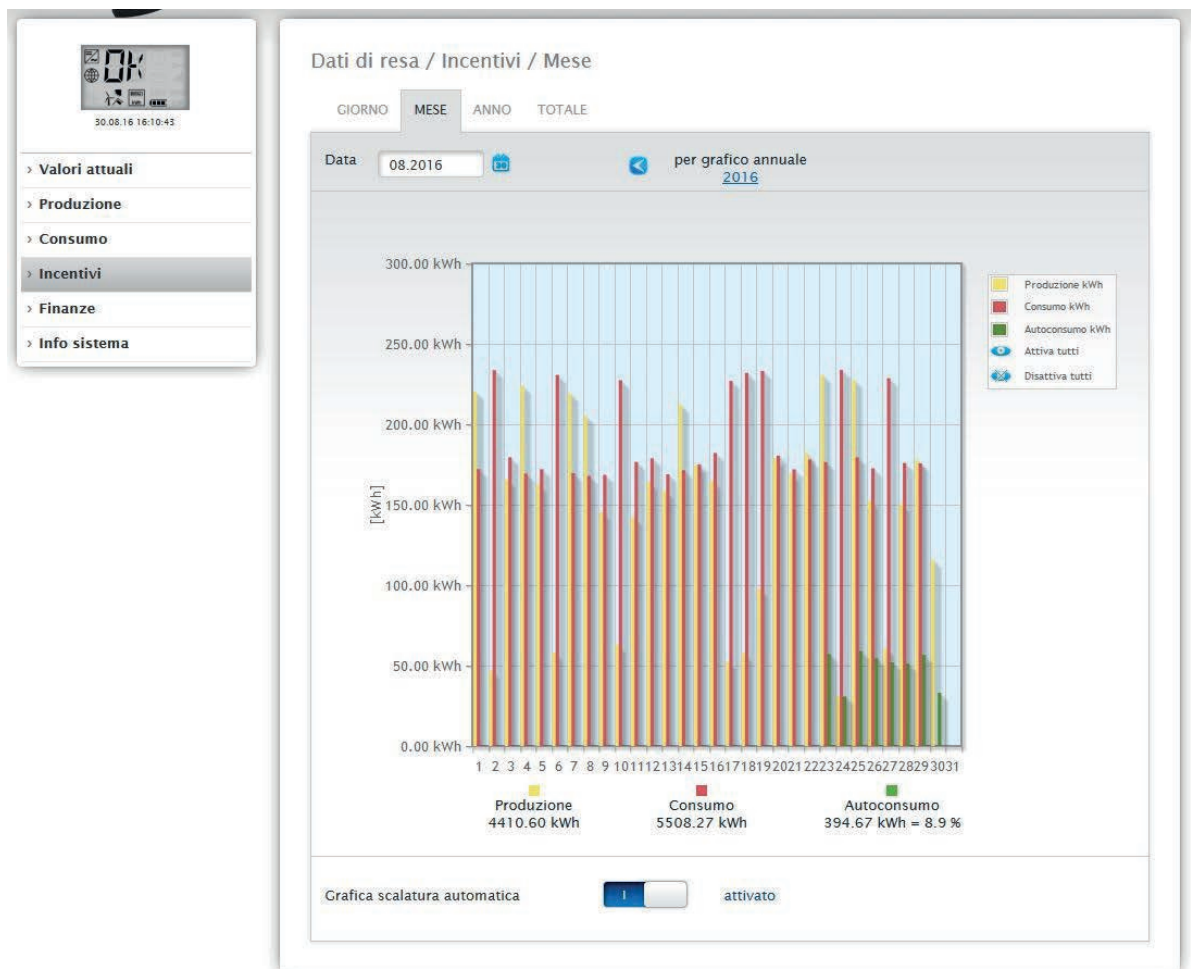 OK
30.08.16 16:10:43
› Valori attuali
› Produzione
› Consumo
› Incentivi
› Finanze
› Info sistema
Dati di resa / Incentivi / Mese
GIORNO MESE ANNO TOTALE
Data 08.2016 per grafico annuale
2016
300.00 kWh
250.00 kWh
200.00 kWh
150.00 kWh
100.00 kWh
50.00 kWh
0.00 kWh
[kWh]
1 2 3 4 5 6 7 8 9 10 11 12 13 14 15 16 17 18 19 20 21 22 23 24 25 26 27 28 29 30 31
Produzione kWh
Consumo kWh
Autoconsumo kWh
Attiva tutti
Disattiva tutti
Produzione Consumo Autoconsumo
4410.60 kWh 5508.27 kWh 394.67 kWh = 8.9 %
Grafica scalatura automatica I attivato